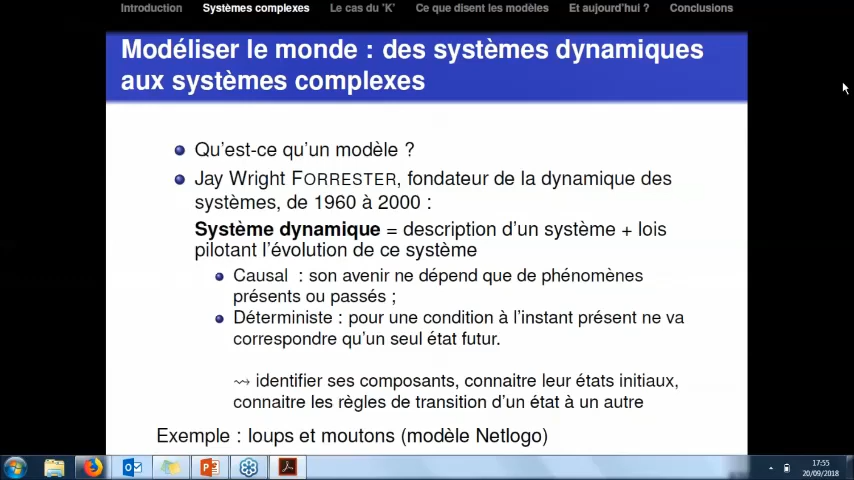 Introduction Systèmes complexes Le cas du 'K' Ce que disent les modèles Et aujourd'hui ? Conclusions
Modéliser le monde : des systèmes dynamiques
aux systèmes complexes
Qu'est-ce qu'un modèle ?
Jay Wright FORRESTER, fondateur de la dynamique des
systèmes, de 1960 à 2000 :
Système dynamique = description d'un système + lois
pilotant l'évolution de ce système
Causal : son avenir ne dépend que de phénomènes
présents ou passés ;
Déterministe : pour une condition à l'instant présent ne va
correspondre qu'un seul état futur.
⇝ identifier ses composants, connaitre leur états initiaux,
connaitre les règles de transition d'un état à un autre
Exemple : loups et moutons (modèle Netlogo)
17:55
20/09/2018